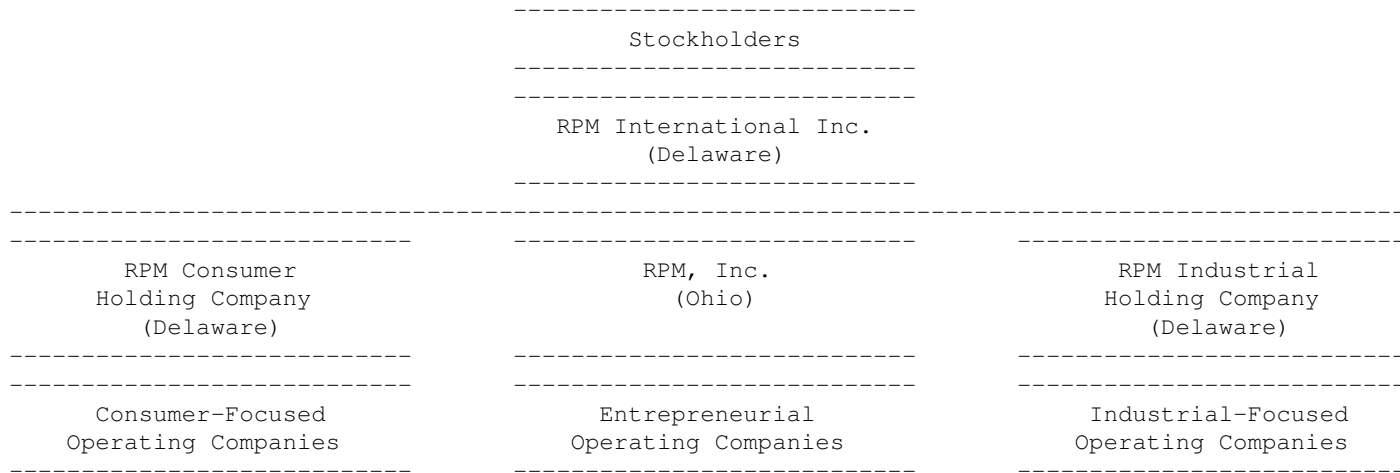 Stockholders
RPM International Inc.
(Delaware)
RPM Consumer RPM, Inc. RPM Industrial
Holding Company (Ohio) Holding Company
(Delaware) (Delaware)
Consumer-Focused Entrepreneurial Industrial-Focused
Operating Companies Operating Companies Operating Companies